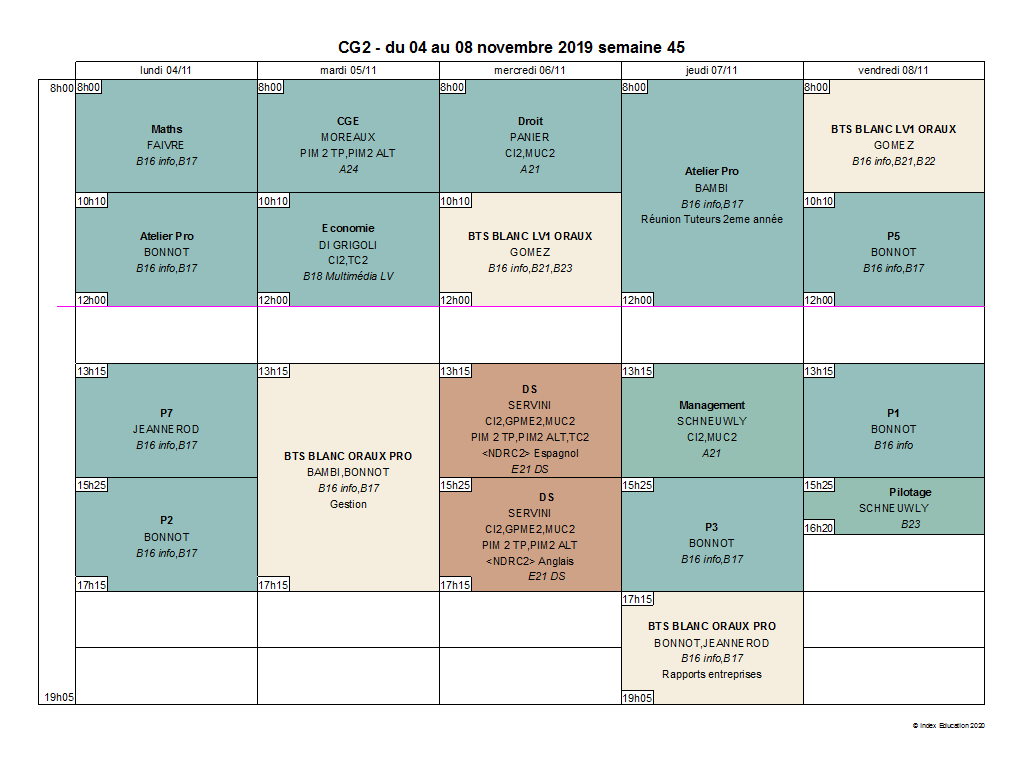 CG2 - du 04 au 08 novembre 2019 semaine 45
lundi 04/11
mardi 05/11
mercredi 06/11
jeudi 07/11
vendredi 08/11
8h00
8h00
Maths
FAIVRE
B16 info,B17
10h10
Atelier Pro
BONNOT
B16 info,B17
12h00
13h15
P7
JEANNEROD
B16 info,B17
15h25
P2
BONNOT
B16 info,B17
17h15
8h00
CGE
MOREAUX
PIM 2 TP,PIM2 ALT
A24
10h10
Economie
DI GRIGOLI
CI2,TC2
B18 Multimédia LV
12h00
13h15
BTS BLANC ORAUX PRO
BAMBI,BONNOT
B16 info,B17
Gestion
17h15
8h00
Droit
PANIER
CI2,MUC2
A21
10h10
BTS BLANC LV1 ORAUX
GOMEZ
B16 info,B21,B23
12h00
13h15
DS
SERVINI
CI2,GPME2,MUC2
PIM 2 TP,PIM2 ALT,TC2
<NDRC2> Espagnol
E21 DS
15h25
DS
SERVINI
CI2,GPME2,MUC2
PIM 2 TP,PIM2 ALT
<NDRC2> Anglais
E21 DS
17h15
8h00
Atelier Pro
BAMBI
B16 info,B17
Réunion Tuteurs 2eme année
12h00
13h15
Management
SCHNEUWLY
CI2,MUC2
A21
15h25
P3
BONNOT
B16 info,B17
17h15
BTS BLANC ORAUX PRO
BONNOT,JEANNEROD
B16 info,B17
Rapports entreprises
19h05
8h00
BTS BLANC LV1 ORAUX
GOMEZ
B16 info,B21,B22
10h10
P5
BONNOT
B16 info,B17
12h00
13h15
P1
BONNOT
B16 info
15h25
Pilotage
SCHNEUWLY
B23
16h20
19h05
© Index Education 2020